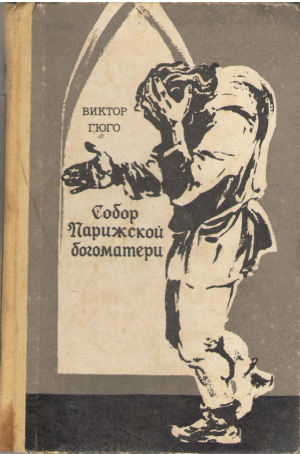 ВИКТОР
ГЮГО
Собор
Парижской
богоматери